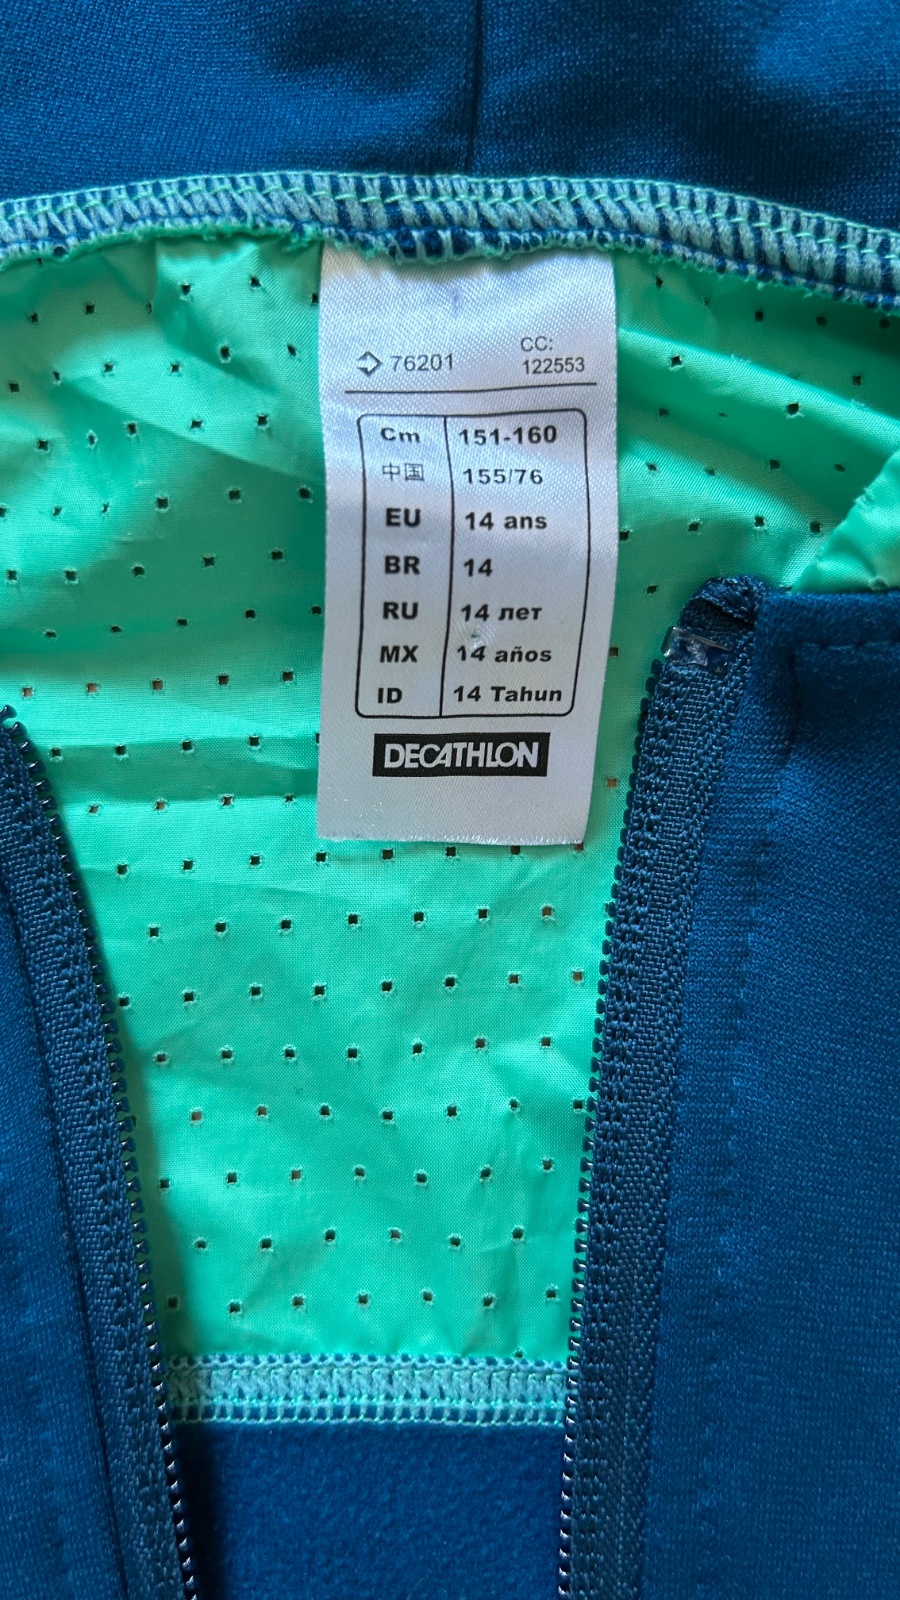 76201
CC:
122553
Cm 151-160
中国 155/76
EU 14 ans
BR 14
RU 14 лет
MX 14 años
ID 14 Tahun
DECATHLON